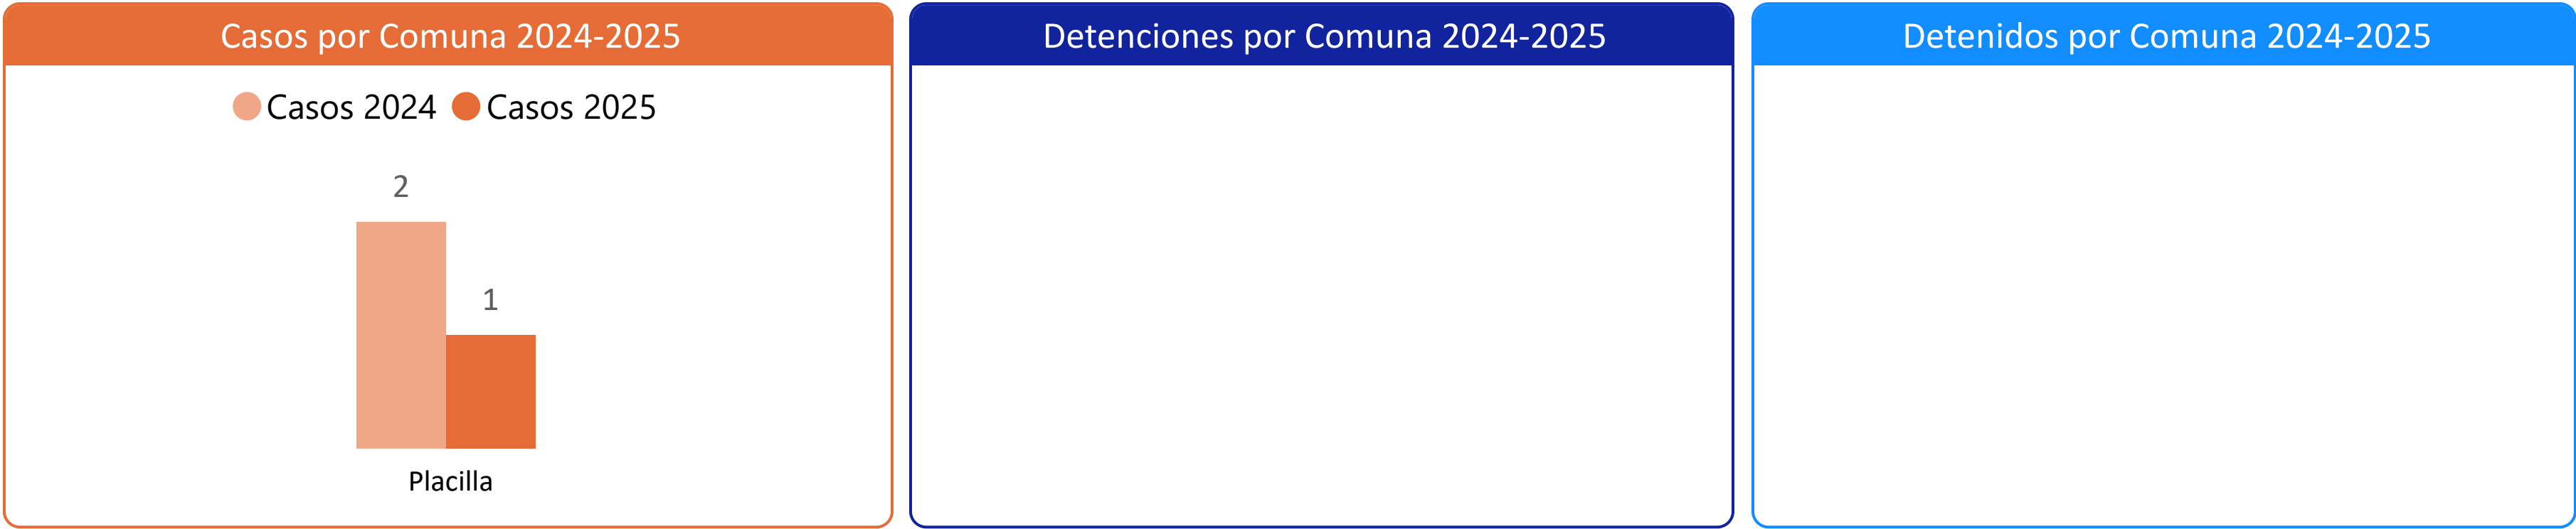 Casos por Comuna 2024-2025
Casos 2024 Casos 2025
2
1
Placilla
Detenciones por Comuna 2024-2025
Detenidos por Comuna 2024-2025